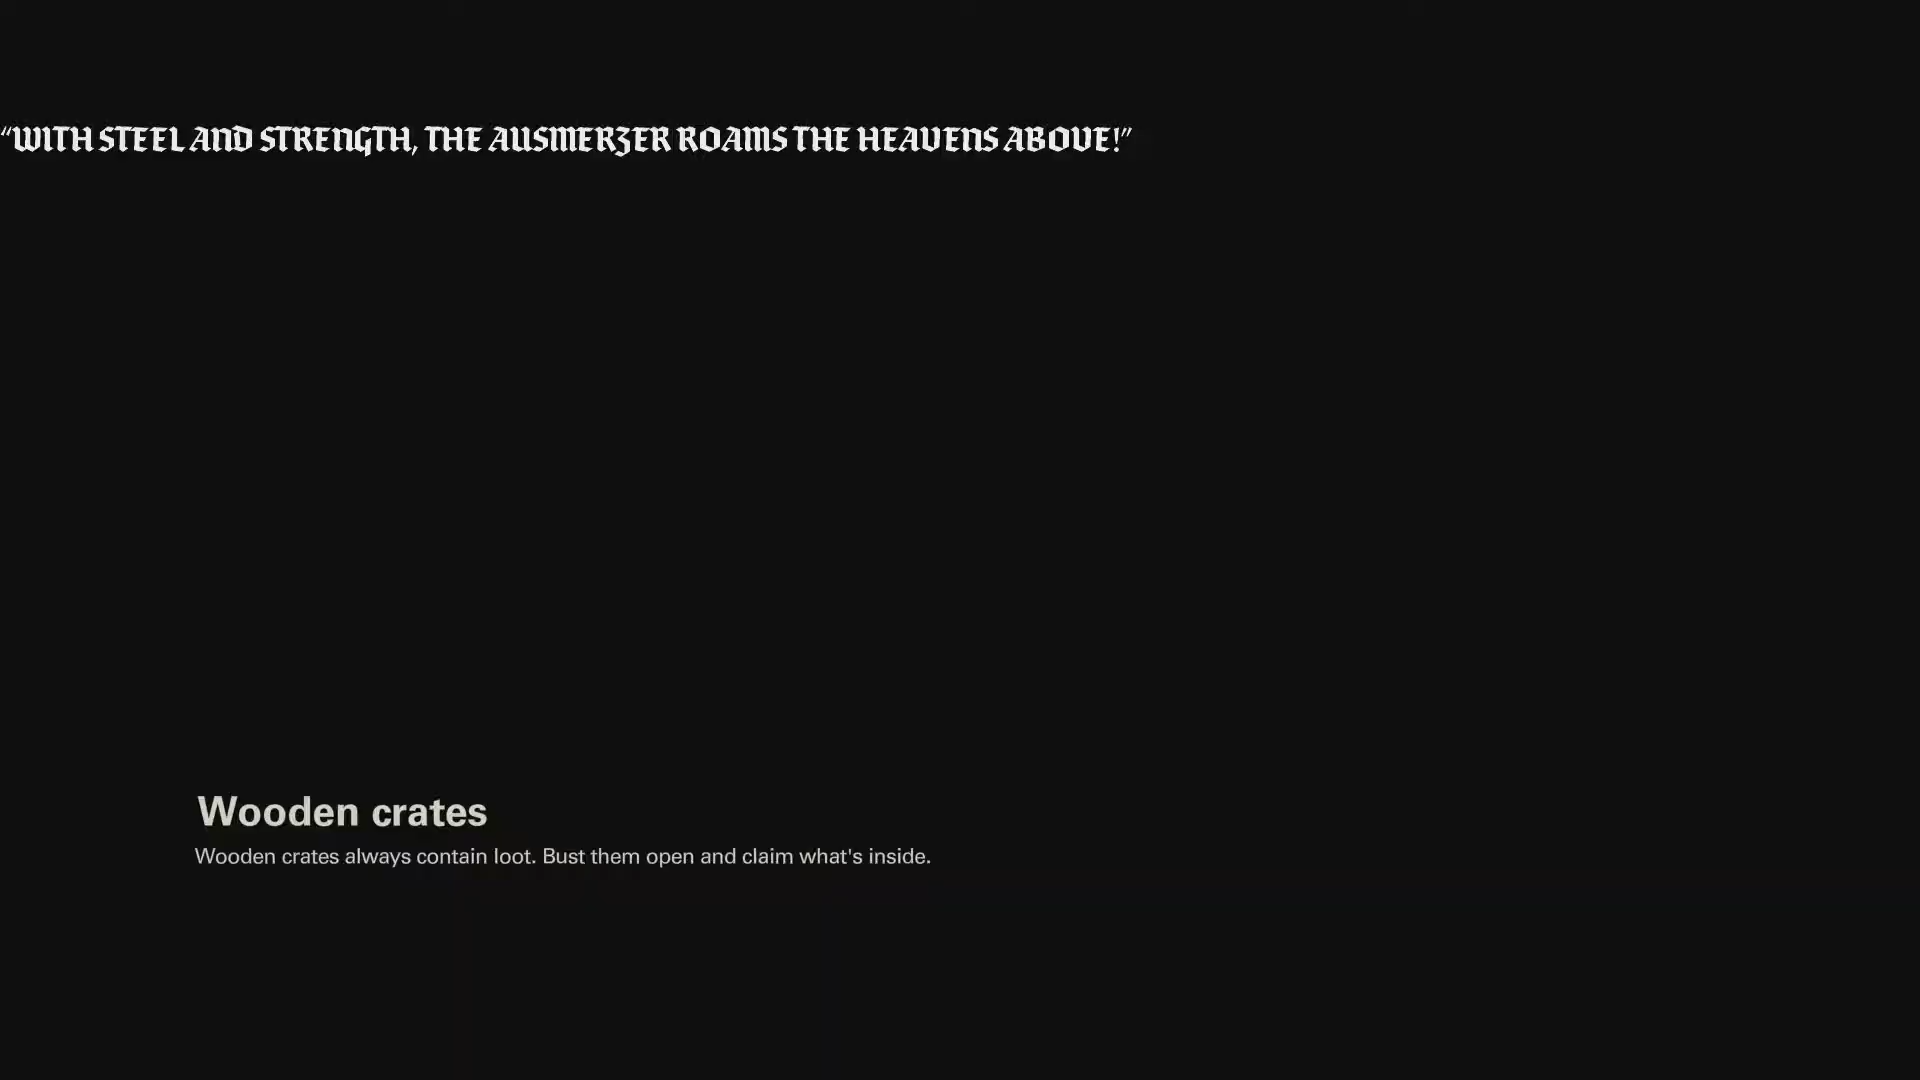 “WITH STEEL AND STRENGTH, THE AUSMERZER ROAMS THE HEAVENS ABOVE!”
Wooden crates
Wooden crates always contain loot. Bust them open and claim what's inside.